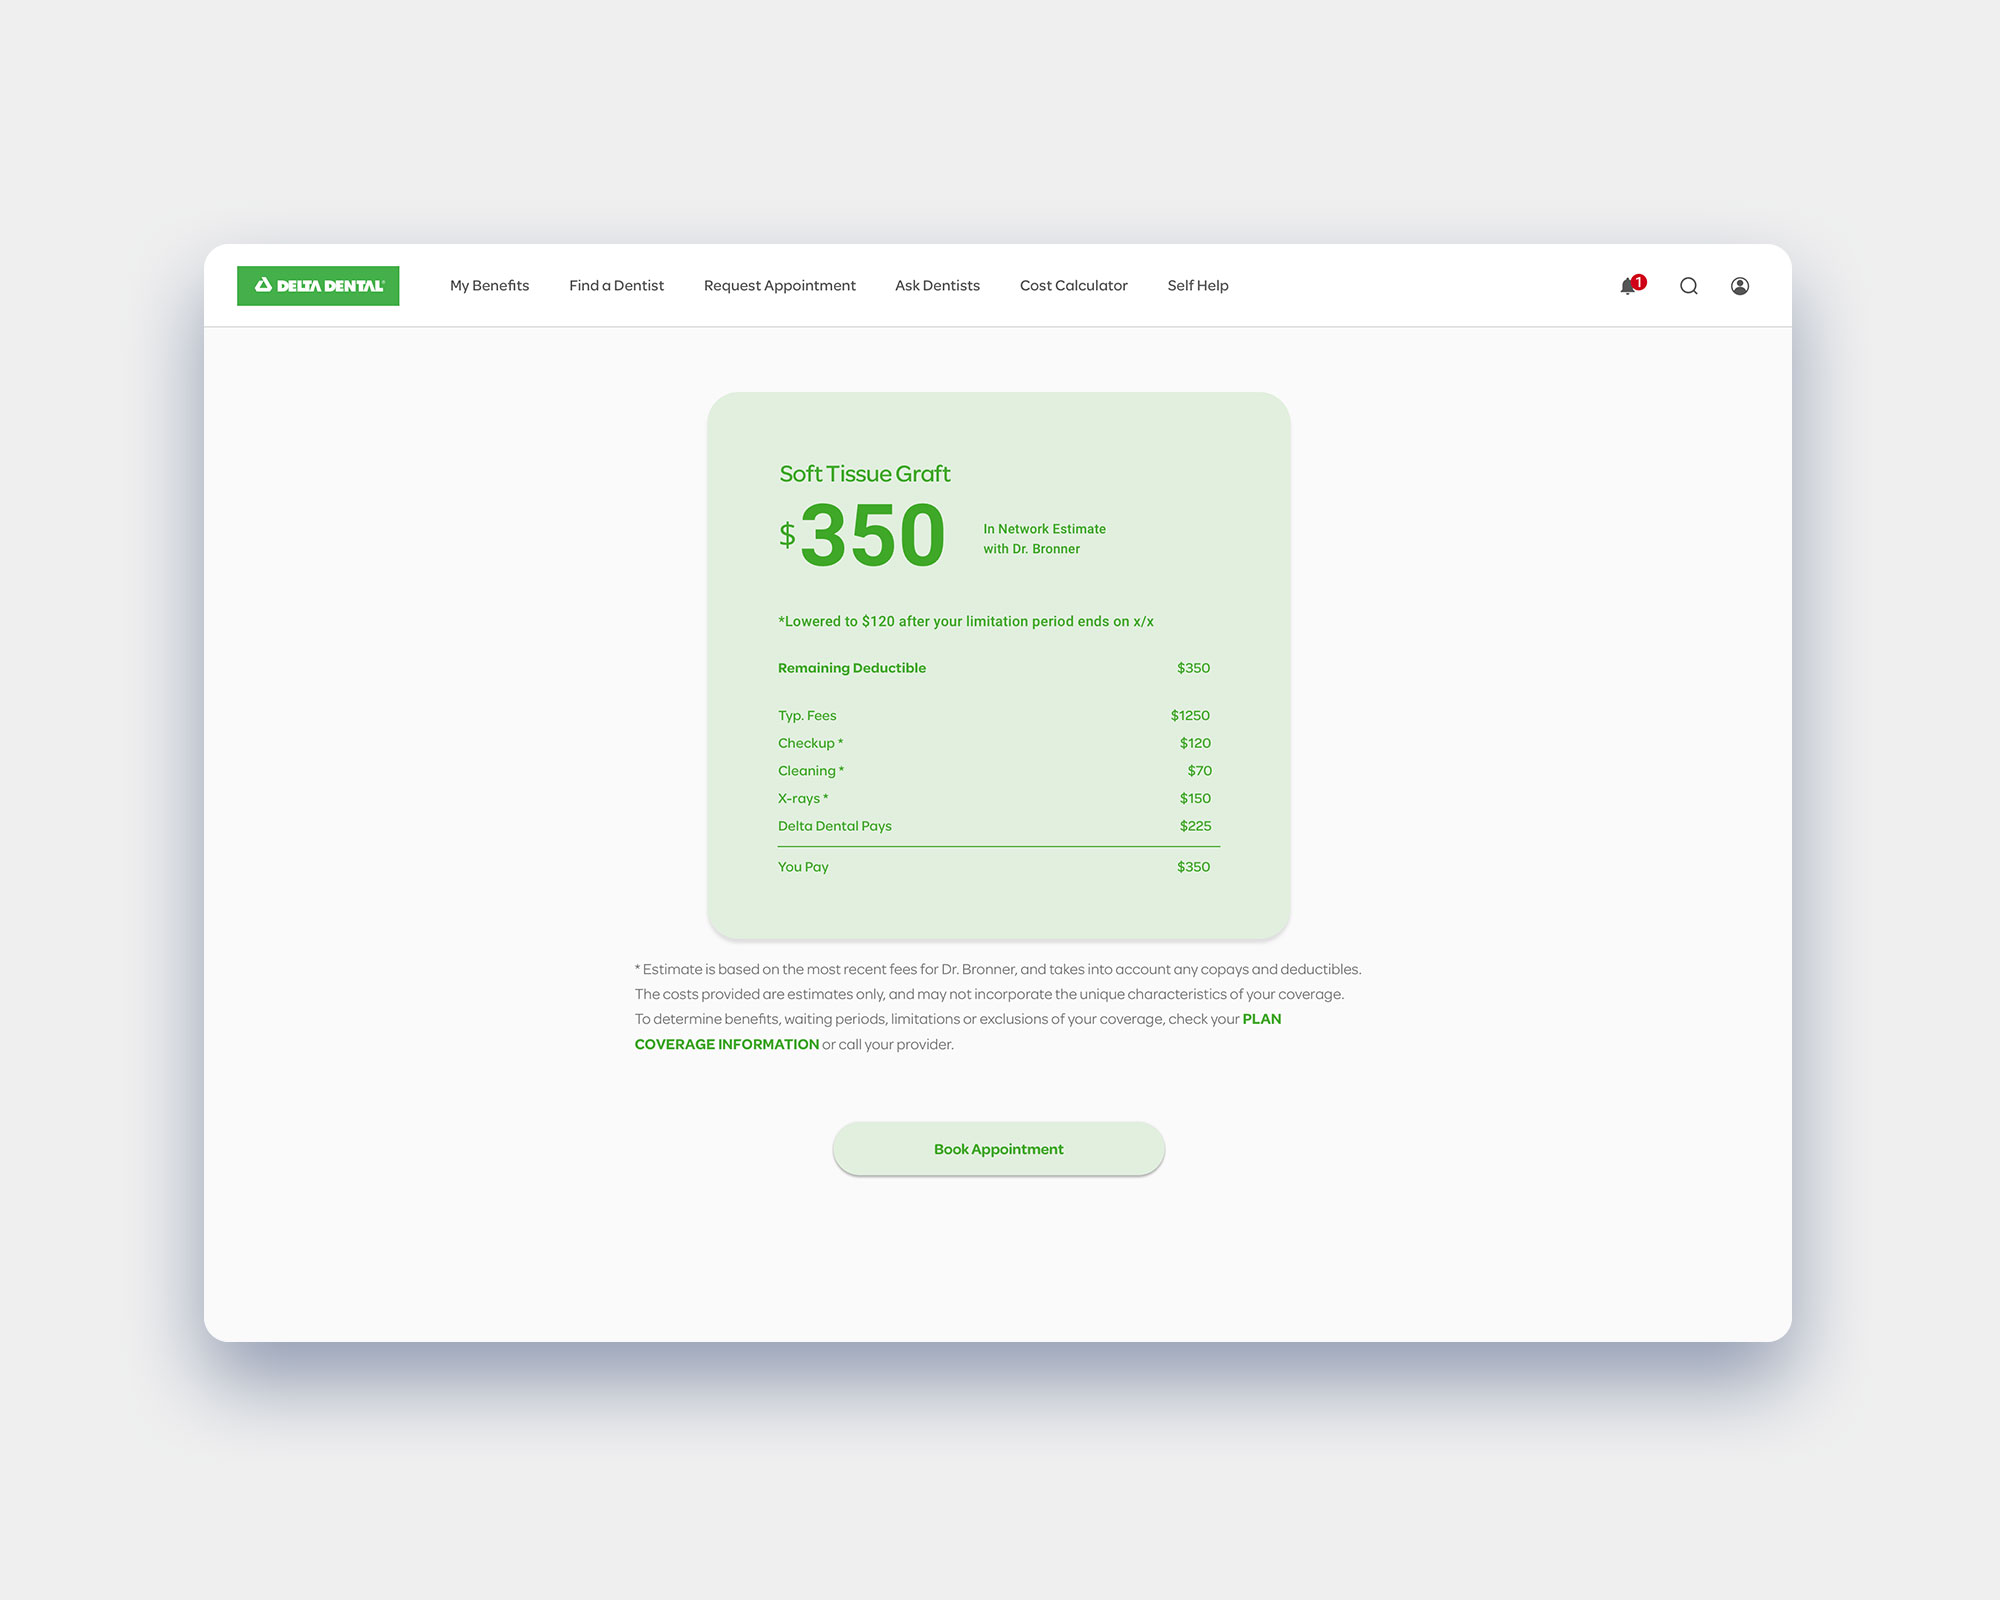 DELTA DENTAL
My Benefits Find a Dentist Request Appointment Ask Dentists Cost Calculator Self Help 1
Soft Tissue Graft
$350
In Network Estimate
with Dr. Bronner
*Lowered to $120 after your limitation period ends on x/x
Remaining Deductible $350
Typ. Fees $1250
Checkup * $120
Cleaning * $70
X-rays * $150
Delta Dental Pays $225
You Pay $350
* Estimate is based on the most recent fees for Dr. Bronner, and takes into account any copays and deductibles.
The costs provided are estimates only, and may not incorporate the unique characteristics of your coverage.
To determine benefits, waiting periods, limitations or exclusions of your coverage, check your PLAN
COVERAGE INFORMATION or call your provider.
Book Appointment